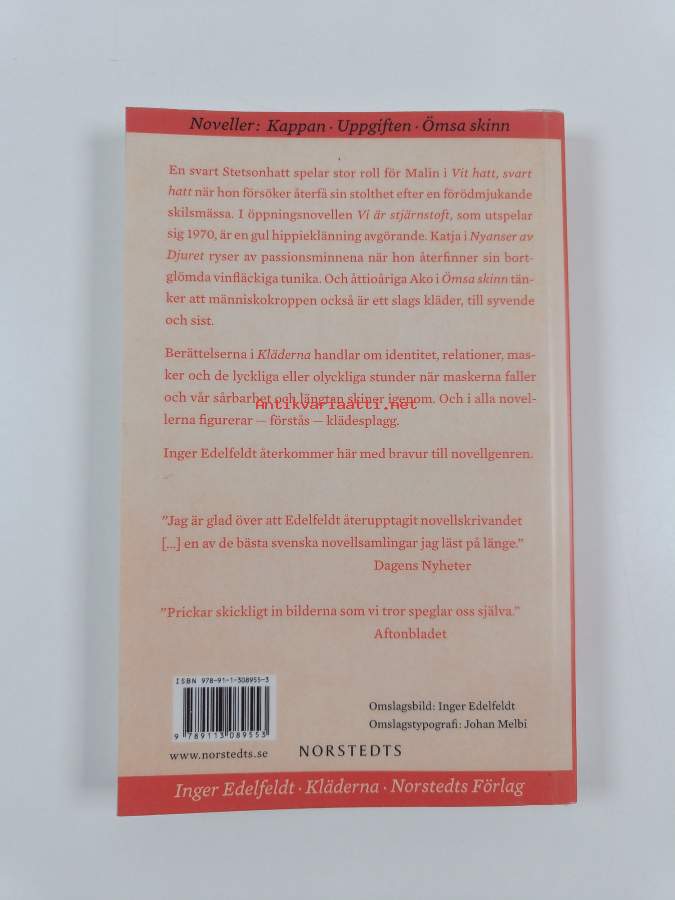 Noveller: Kappan · Uppgiften · Ömsa skinn
En svart Stetsonhatt spelar stor roll för Malin i Vit hatt, svart
hatt när hon försöker återfå sin stolthet efter en förödmjukande
skilsmässa. I öppningsnovellen Vi är stjärnstoft, som utspelar
sig 1970, är en gul hippieklänning avgörande. Katja i Nyanser av
Djuret ryser av passionsminnena när hon återfinner sin bort-
glömda vinfläckiga tunika. Och åttioåriga Ako i Ömsa skinn tän-
ker att människokroppen också är ett slags kläder, till syvende
och sist.
Berättelserna i Kläderna handlar om identitet, relationer, mas-
ker och de lyckliga eller olyckliga stunder när maskerna faller
och vår sårbarhet och längtan skiner igenom. Och i alla novel-
Antikvariaatti.net
lerna figurerar – förstås – klädesplagg.
Inger Edelfeldt återkommer här med bravur till novellgenren.
”Jag är glad över att Edelfeldt återupptagit novellskrivandet
[...] en av de bästa svenska novellsamlingar jag läst på länge.”
Dagens Nyheter
”Prickar skickligt in bilderna som vi tror speglar oss själva.”
Aftonbladet
ISBN 978-91-1-308955-3
9 789113 089553
Omslagsbild: Inger Edelfeldt
Omslagstypografi: Johan Melbi
www.norstedts.se
NORSTEDTS
Inger Edelfeldt · Kläderna · Norstedts Förlag